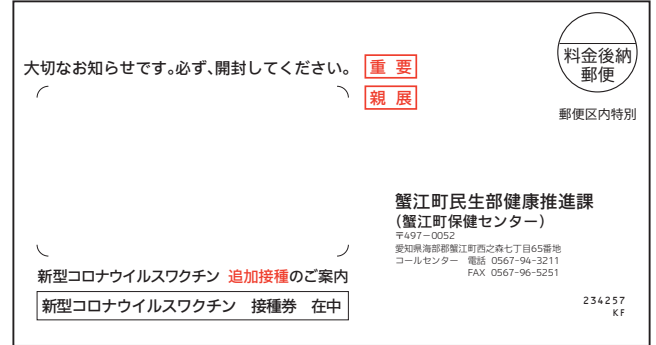 大切なお知らせです。必ず、開封してください。
重要
親展
料金後納
郵便
郵便区内特別
蟹江町民生部健康推進課
(蟹江町保健センター)
〒497-0052
愛知県海部郡蟹江町西之森七丁目65番地
コールセンター 電話 0567-94-3211
FAX 0567-96-5251
新型コロナウイルスワクチン 追加接種のご案内
新型コロナウイルスワクチン 接種券 在中
234257
KF